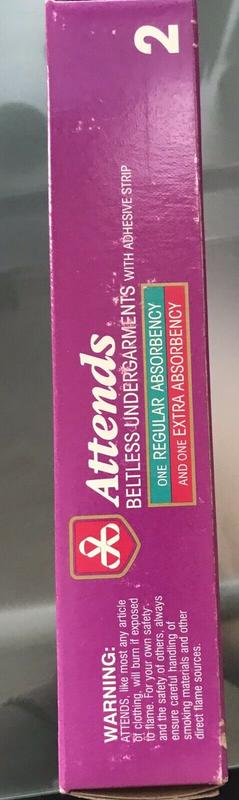 WARNING:
ATTENDS, like most any article
of clothing, will burn if exposed
to flame. For your own safety,
and the safety of others, always
ensure careful handling of
smoking materials and other
direct flame sources.
Attends
BELTLESS UNDERGARMENTS WITH ADHESIVE STRIP
ONE REGULAR ABSORBENCY
AND ONE EXTRA ABSORBENCY
2